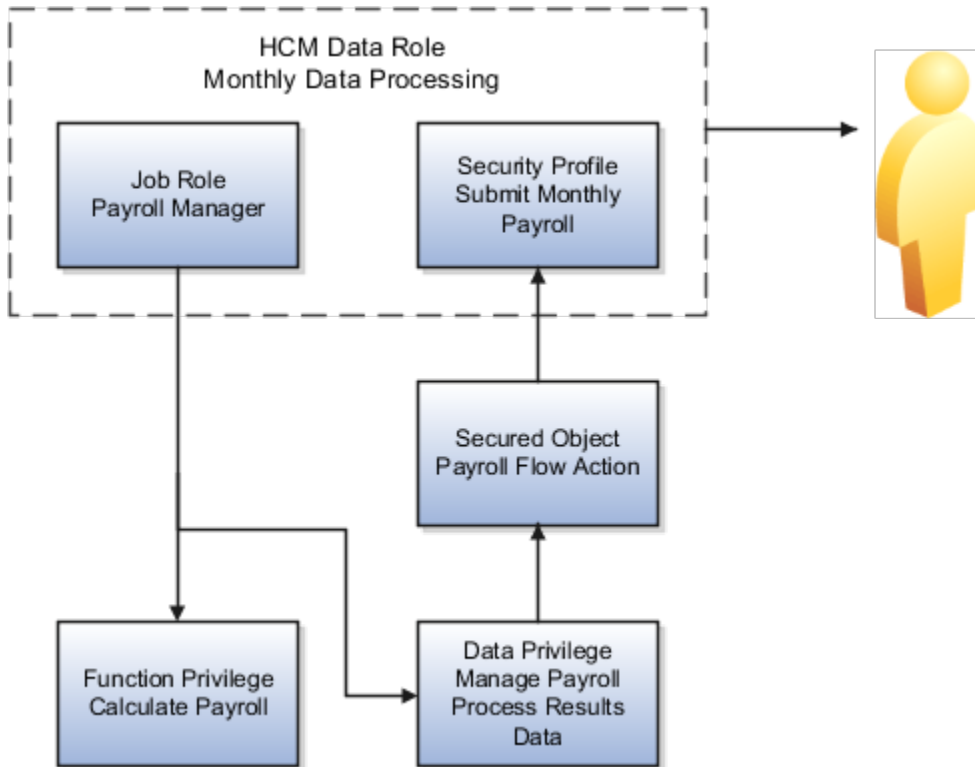 HCM Data Role
Monthly Data Processing
Job Role
Payroll Manager
Security Profile
Submit Monthly
Payroll
Secured Object
Payroll Flow Action
Function Privilege
Calculate Payroll
Data Privilege
Manage Payroll
Process Results
Data